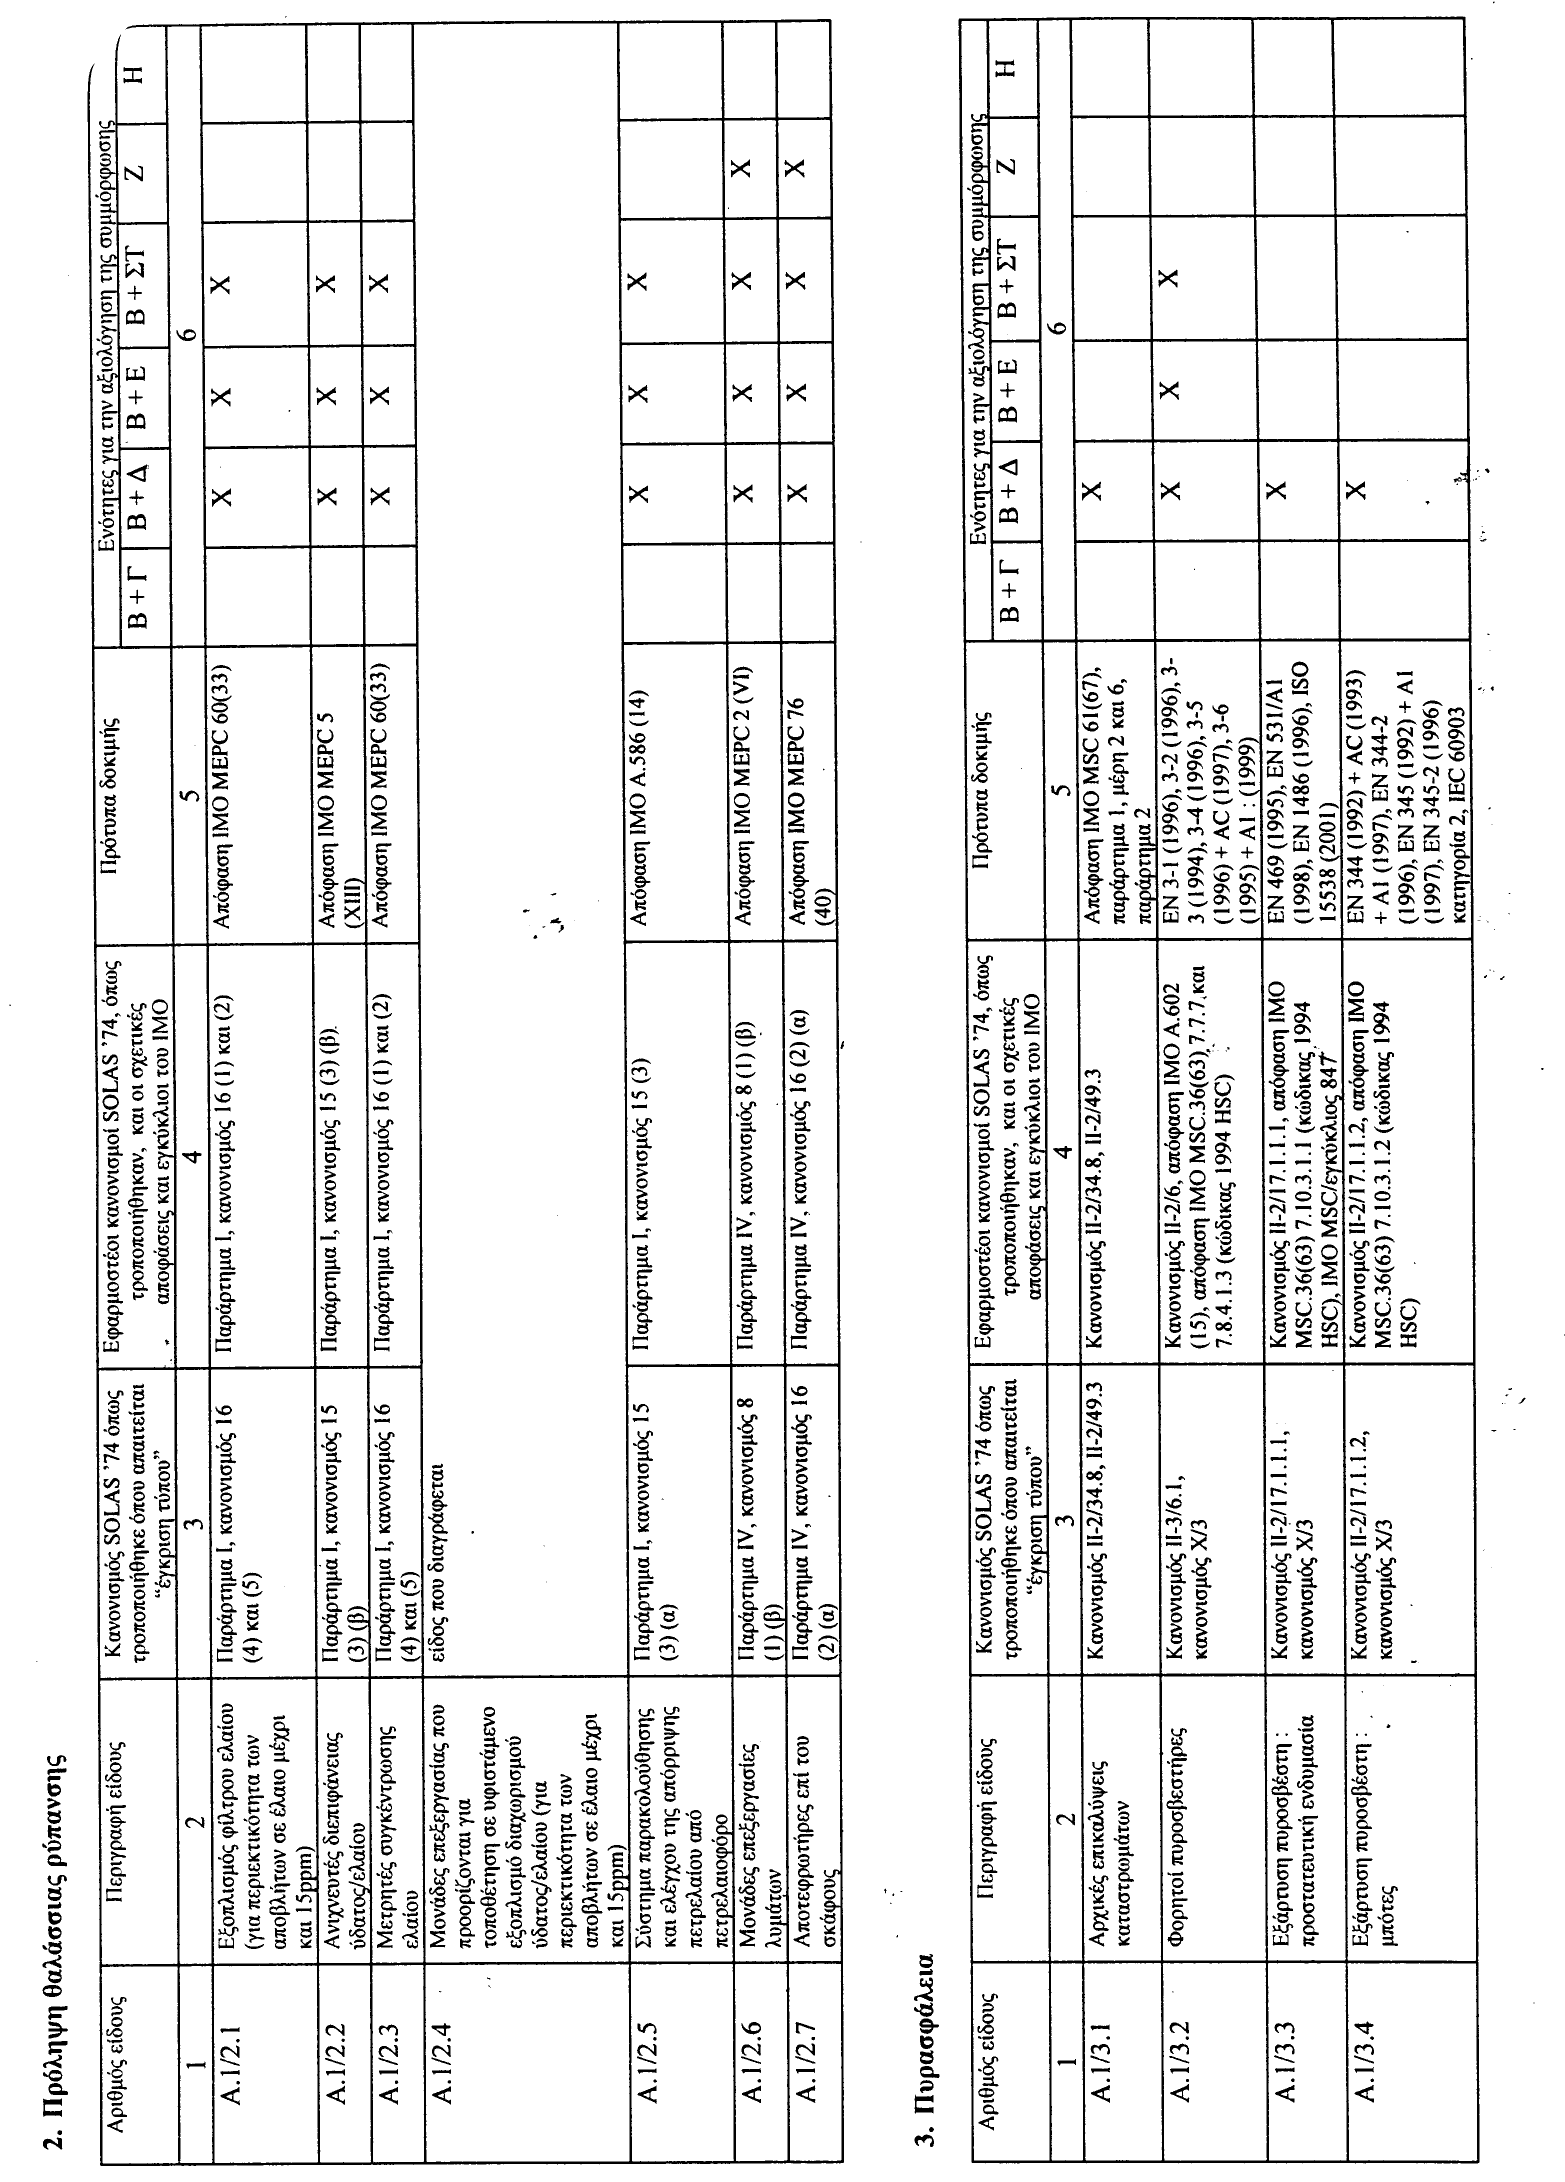 2. Πρόληψη θαλάσσιας ρύπανσης
Αριθμός είδους
Περιγραφή είδους
Κανονισμός SOLAS '74 όπως
τροποποιήθηκε όπου απαιτείται
“έγκριση τύπου”
Εφαρμοστέοι κανονισμοί SOLAS '74, όπως
τροποποιήθηκαν, και οι σχετικές
αποφάσεις και εγκύκλιοι του IMO
Πρότυπα δοκιμής
Ενότητες για την αξιολόγηση της συμμόρφωσης
Β + Γ Β + Δ Β + Ε Β + ΣΤ Ζ Η
1 2 3 4 5 6
A.1/2.1
Εξοπλισμός φίλτρου ελαίου
(για περιεκτικότητα των
αποβλήτων σε έλαιο μέχρι
και 15ppm)
Παράρτημα I, κανονισμός 16
(4) και (5)
Παράρτημα I, κανονισμός 16 (1) και (2)
Απόφαση IMO MEPC 60(33)
X X X
A.1/2.2
Ανιχνευτές διεπιφάνειας
ύδατος/ελαίου
Παράρτημα I, κανονισμός 15
(3) (β)
Παράρτημα I, κανονισμός 15 (3) (β)
Απόφαση IMO MEPC 5
(XIII)
X X X
A.1/2.3
Μετρητές συγκέντρωσης
ελαίου
Παράρτημα I, κανονισμός 16
(4) και (5)
Παράρτημα I, κανονισμός 16 (1) και (2)
Απόφαση IMO MEPC 60(33)
X X X
A.1/2.4
Μονάδες επεξεργασίας που
προορίζονται για
τοποθέτηση σε υφιστάμενο
εξοπλισμό διαχωρισμού
ύδατος/ελαίου (για
περιεκτικότητα των
αποβλήτων σε έλαιο μέχρι
και 15ppm)
είδος που διαγράφεται
A.1/2.5
Σύστημα παρακολούθησης
και ελέγχου της απόρριψης
πετρελαίου από
πετρελαιοφόρο
Παράρτημα I, κανονισμός 15
(3) (α)
Παράρτημα I, κανονισμός 15 (3)
Απόφαση IMO A.586 (14)
X X X
A.1/2.6
Μονάδες επεξεργασίες
λυμάτων
Παράρτημα IV, κανονισμός 8
(1) (β)
Παράρτημα IV, κανονισμός 8 (1) (β)
Απόφαση IMO MEPC 2 (VI)
X X X X
A.1/2.7
Αποτεφρωτήρες επί του
σκάφους
Παράρτημα IV, κανονισμός 16
(2) (α)
Παράρτημα IV, κανονισμός 16 (2) (α)
Απόφαση IMO MEPC 76
(40)
X X X X
3. Πυρασφάλεια
Αριθμός είδους
Περιγραφή είδους
Κανονισμός SOLAS '74 όπως
τροποποιήθηκε όπου απαιτείται
“έγκριση τύπου”
Εφαρμοστέοι κανονισμοί SOLAS '74, όπως
τροποποιήθηκαν, και οι σχετικές
αποφάσεις και εγκύκλιοι του IMO
Πρότυπα δοκιμής
Ενότητες για την αξιολόγηση της συμμόρφωσης
Β + Γ Β + Δ Β + Ε Β + ΣΤ Ζ Η
1 2 3 4 5 6
A.1/3.1
Αρχικές επικαλύψεις
καταστρωμάτων
Κανονισμός II-2/34.8, II-2/49.3
Κανονισμός II-2/34.8, II-2/49.3
Απόφαση IMO MSC 61(67),
παράρτημα 1, μέρη 2 και 6,
παράρτημα 2
X
A.1/3.2
Φορητοί πυροσβεστήρες
Κανονισμός II-3/6.1,
κανονισμός X/3
Κανονισμός II-2/6, απόφαση IMO A.602
(15), απόφαση IMO MSC.36(63) 7.7.7 και
7.8.4.1.3 (κώδικας 1994 HSC)
EN 3-1 (1996), 3-2 (1996), 3-
3 (1994), 3-4 (1996), 3-5
(1996) + AC (1997), 3-6
(1995) + A1 : (1999)
X X X
A.1/3.3
Εξάρτυση πυροσβέστη :
προστατευτική ενδυμασία
Κανονισμός II-2/17.1.1.1,
κανονισμός X/3
Κανονισμός II-2/17.1.1.1, απόφαση IMO
MSC.36(63) 7.10.3.1.1 (κώδικας 1994
HSC), IMO MSC/εγκύκλιος 847
EN 469 (1995), EN 531/A1
(1998), EN 1486 (1996), ISO
15538 (2001)
X
A.1/3.4
Εξάρτυση πυροσβέστη :
μπότες
Κανονισμός II-2/17.1.1.2,
κανονισμός X/3
Κανονισμός II-2/17.1.1.2, απόφαση IMO
MSC.36(63) 7.10.3.1.2 (κώδικας 1994
HSC)
EN 344 (1992) + AC (1993)
+ A1 (1997), EN 344-2
(1996), EN 345 (1992) + A1
(1997), EN 345-2 (1996)
κατηγορία 2, IEC 60903
X